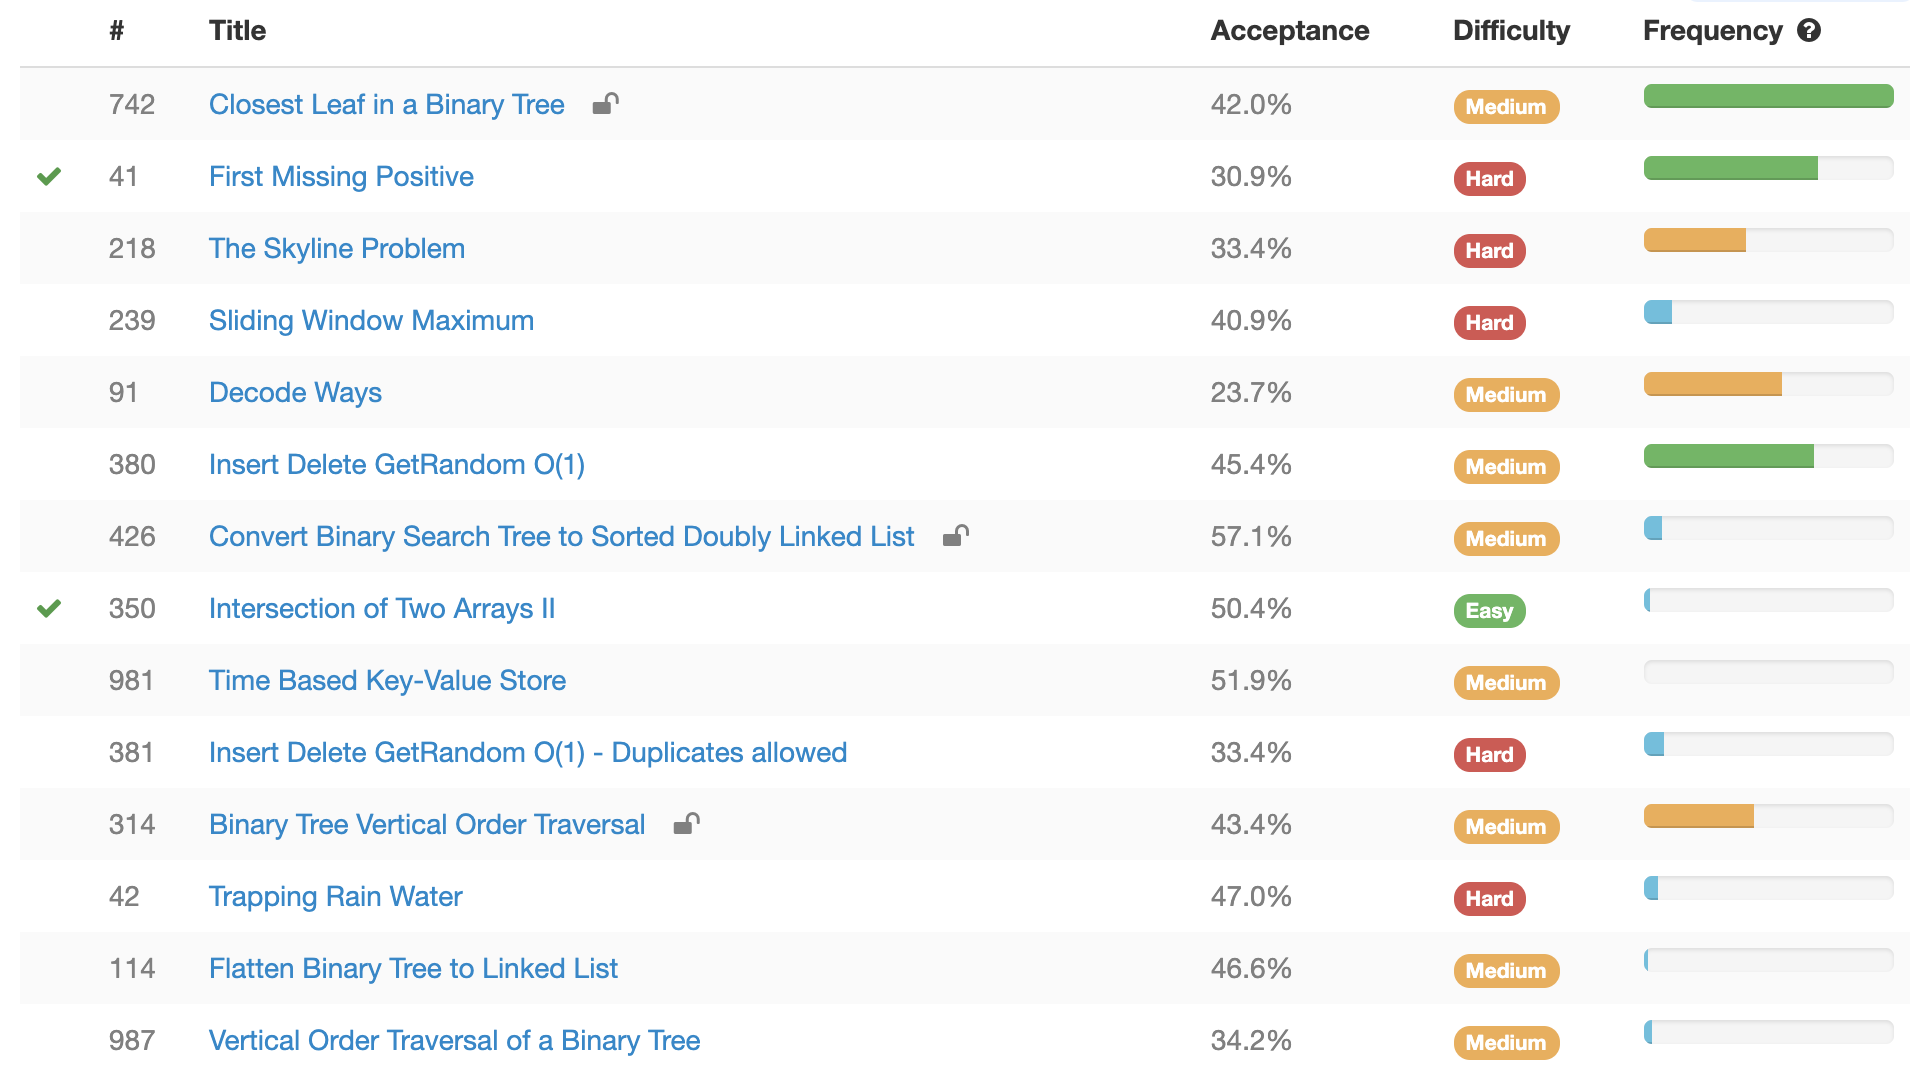 # Title Acceptance Difficulty Frequency ?
742 Closest Leaf in a Binary Tree 42.0% Medium
41 First Missing Positive 30.9% Hard
218 The Skyline Problem 33.4% Hard
239 Sliding Window Maximum 40.9% Hard
91 Decode Ways 23.7% Medium
380 Insert Delete GetRandom O(1) 45.4% Medium
426 Convert Binary Search Tree to Sorted Doubly Linked List 57.1% Medium
350 Intersection of Two Arrays II 50.4% Easy
981 Time Based Key-Value Store 51.9% Medium
381 Insert Delete GetRandom O(1) - Duplicates allowed 33.4% Hard
314 Binary Tree Vertical Order Traversal 43.4% Medium
42 Trapping Rain Water 47.0% Hard
114 Flatten Binary Tree to Linked List 46.6% Medium
987 Vertical Order Traversal of a Binary Tree 34.2% Medium